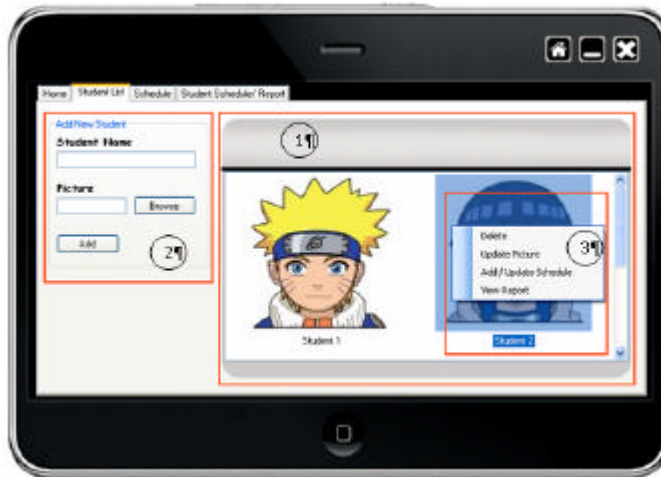 Home Student List Schedule Student Scheduler/ Report
Add New Student
Student Name
Picture
Browse
Add
2¶
1¶
Student 1
Delete
Update Picture
Add/Update Schedule
View Report
3¶
Student 2